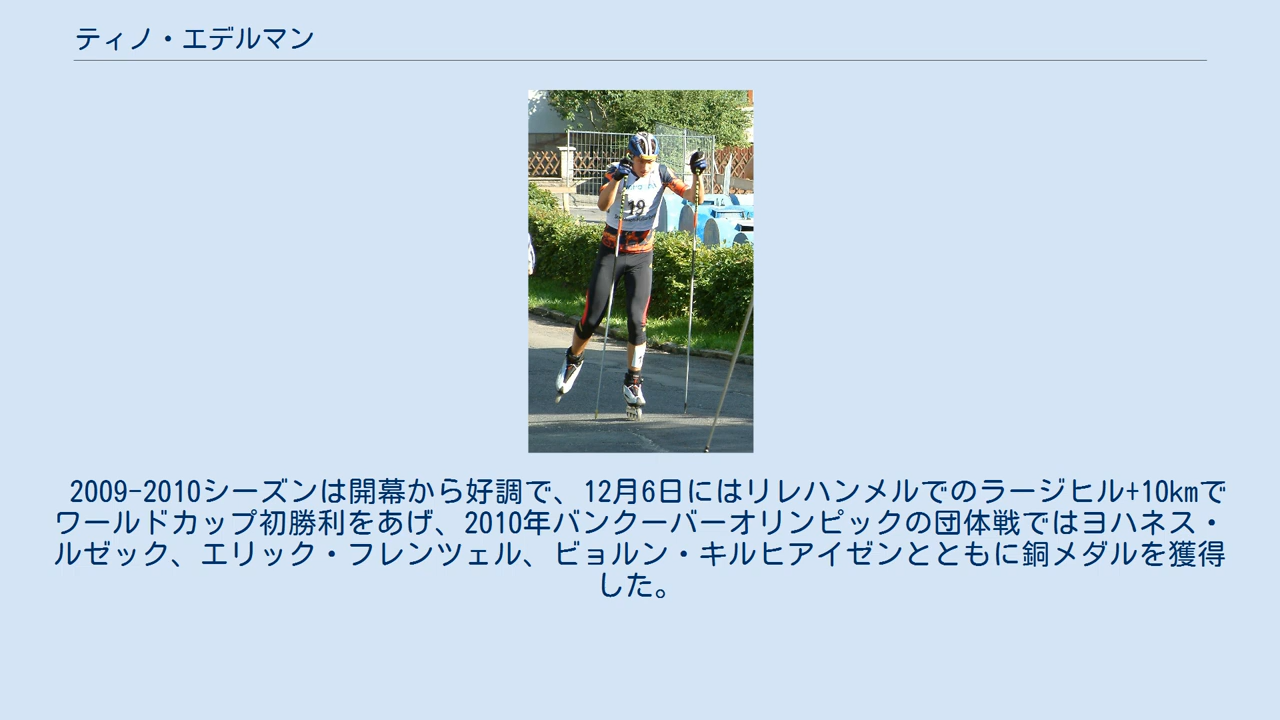 ティノ・エデルマン
19
2009-2010シーズンは開幕から好調で、12月6日にはリレハンメルでのラージヒル+10kmで
ワールドカップ初勝利をあげ、2010年バンクーバーオリンピックの団体戦ではヨハネス・
ルゼック、エリック・フレンツェル、ビョルン・キルヒアイゼンとともに銅メダルを獲得
した。